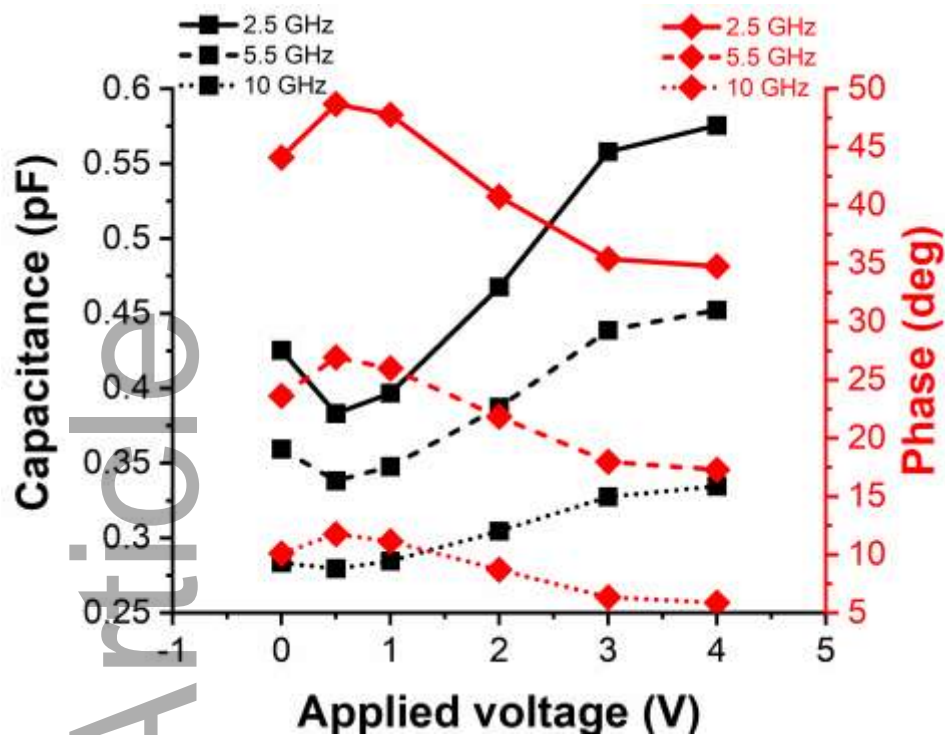 2.5 GHz 2.5 GHz
5.5 GHz 5.5 GHz
10 GHz 10 GHz
0.6 50
0.55 45
40
0.5 35
0.45 30
0.4 25
20
0.35 15
0.3 10
0.25 5
-1 0 1 2 3 4 5
Capacitance (pF)
Phase (deg)
Applied voltage (V)
Article